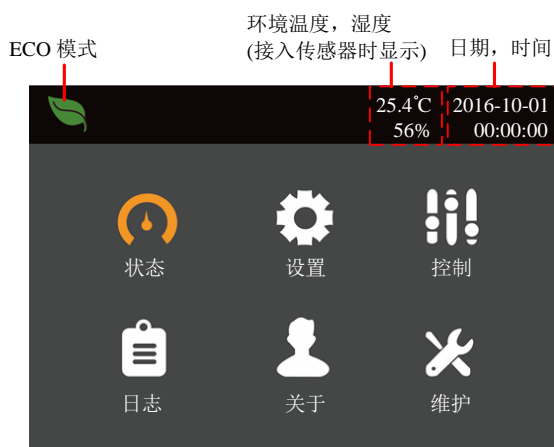 环境温度，湿度
ECO 模式
(接入传感器时显示)
日期，时间
25.4℃
2016-10-01
56%
00:00:00
状态
设置
控制
日志
关于
维护